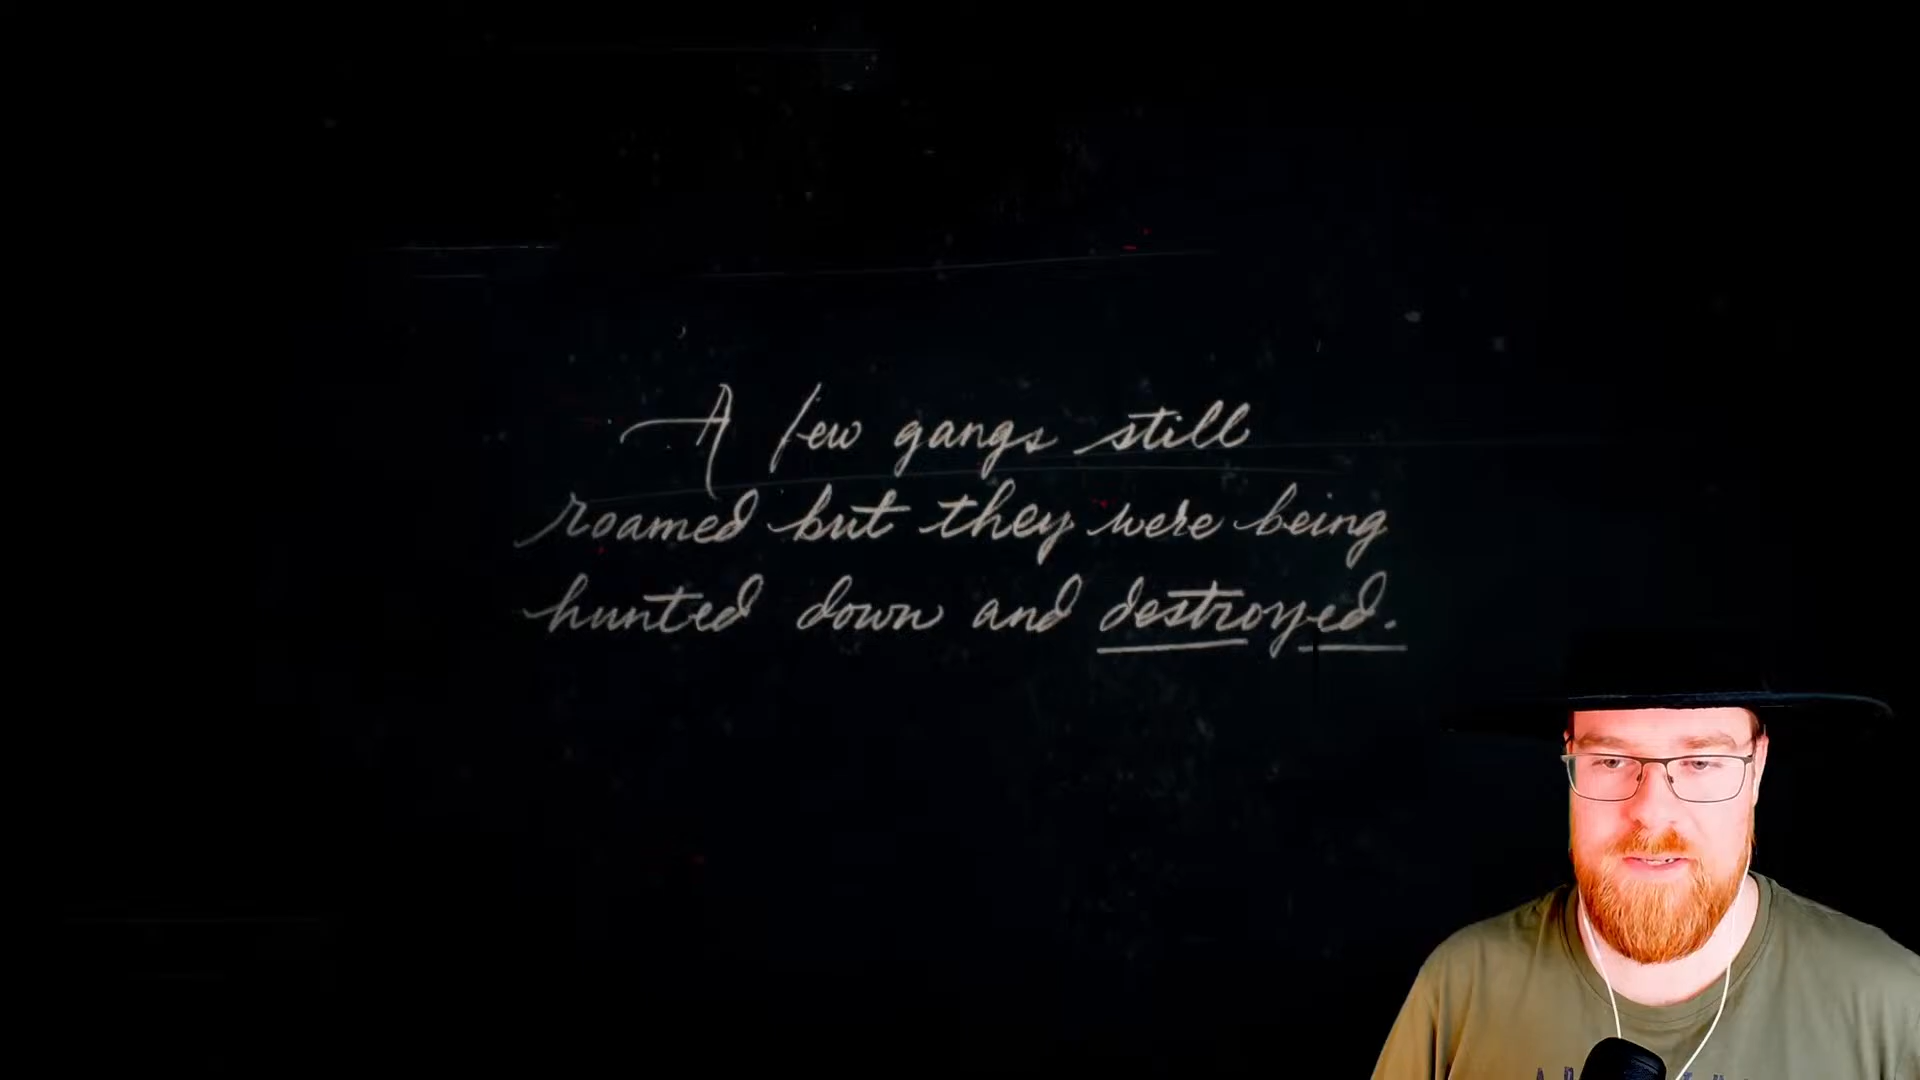 A few gangs still
roamed but they were being
hunted down and destroyed.